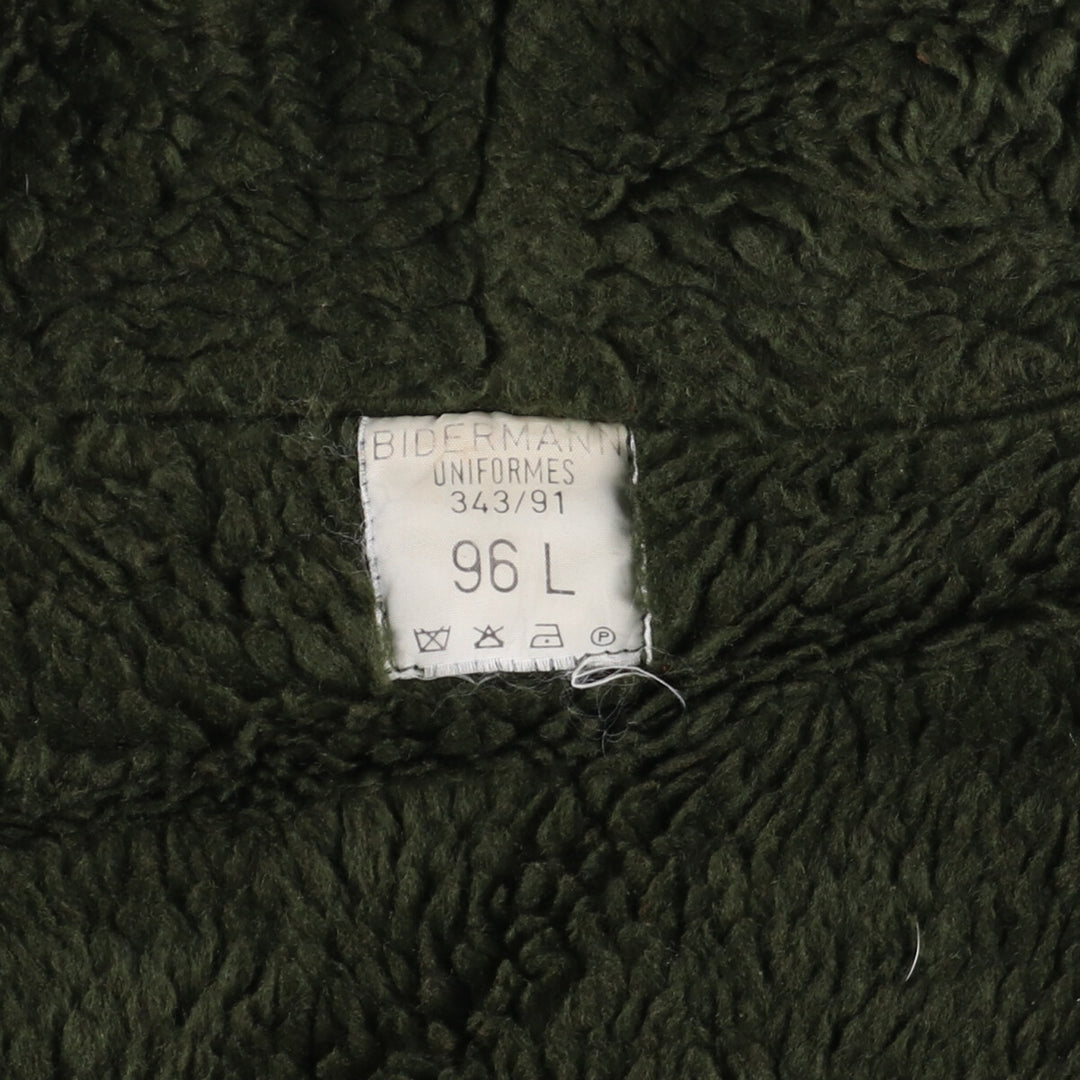 BIDERMANN
UNIFORMES
343/91
96 L
P